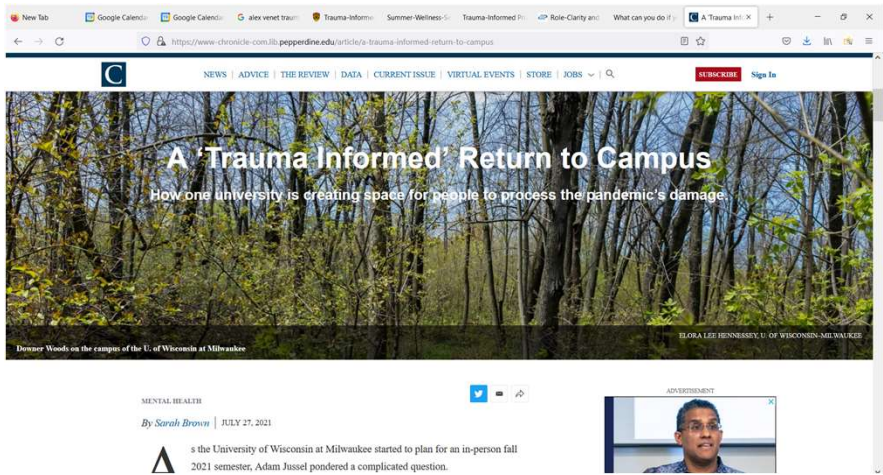 New Tab
Google Calenda
Google Calenda
alex venet traum
Trauma-Informe
Summer-Wellness-S
Trauma-Informed Pr
Role-Clarity and
What can you do if y
A 'Trauma Inf
https://www-chronicle-com.lib.pepperdine.edu/article/a-trauma-informed-return-to-campus
C
NEWS | ADVICE | THE REVIEW | DATA | CURRENT ISSUE | VIRTUAL EVENTS | STORE | JOBS
SUBSCRIBE
Sign In
A 'Trauma Informed' Return to Campus
How one university is creating space for people to process the pandemic's damage.
ELORA LEE HENNESSEY, U. OF WISCONSIN-MILWAUKEE
Downer Woods on the campus of the U. of Wisconsin at Milwaukee
MENTAL HEALTH
ADVERTISEMENT
By Sarah Brown | JULY 27, 2021
As the University of Wisconsin at Milwaukee started to plan for an in-person fall
2021 semester, Adam Jussel pondered a complicated question.